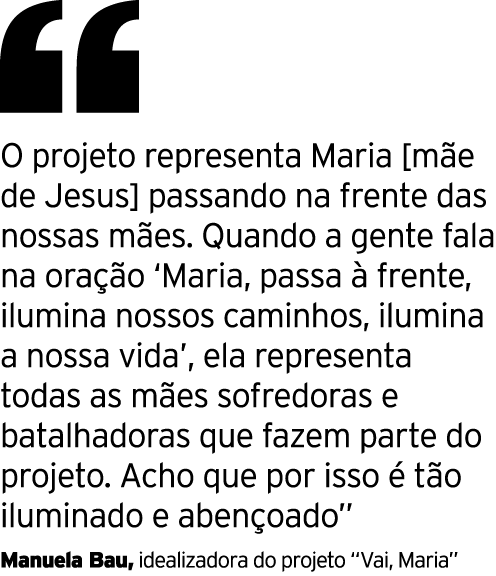 “
O projeto representa Maria [mãe
de Jesus] passando na frente das
nossas mães. Quando a gente fala
na oração ‘Maria, passa à frente,
ilumina nossos caminhos, ilumina
a nossa vida’, ela representa
todas as mães sofredoras e
batalhadoras que fazem parte do
projeto. Acho que por isso é tão
iluminado e abençoado”
Manuela Bau, idealizadora do projeto “Vai, Maria”